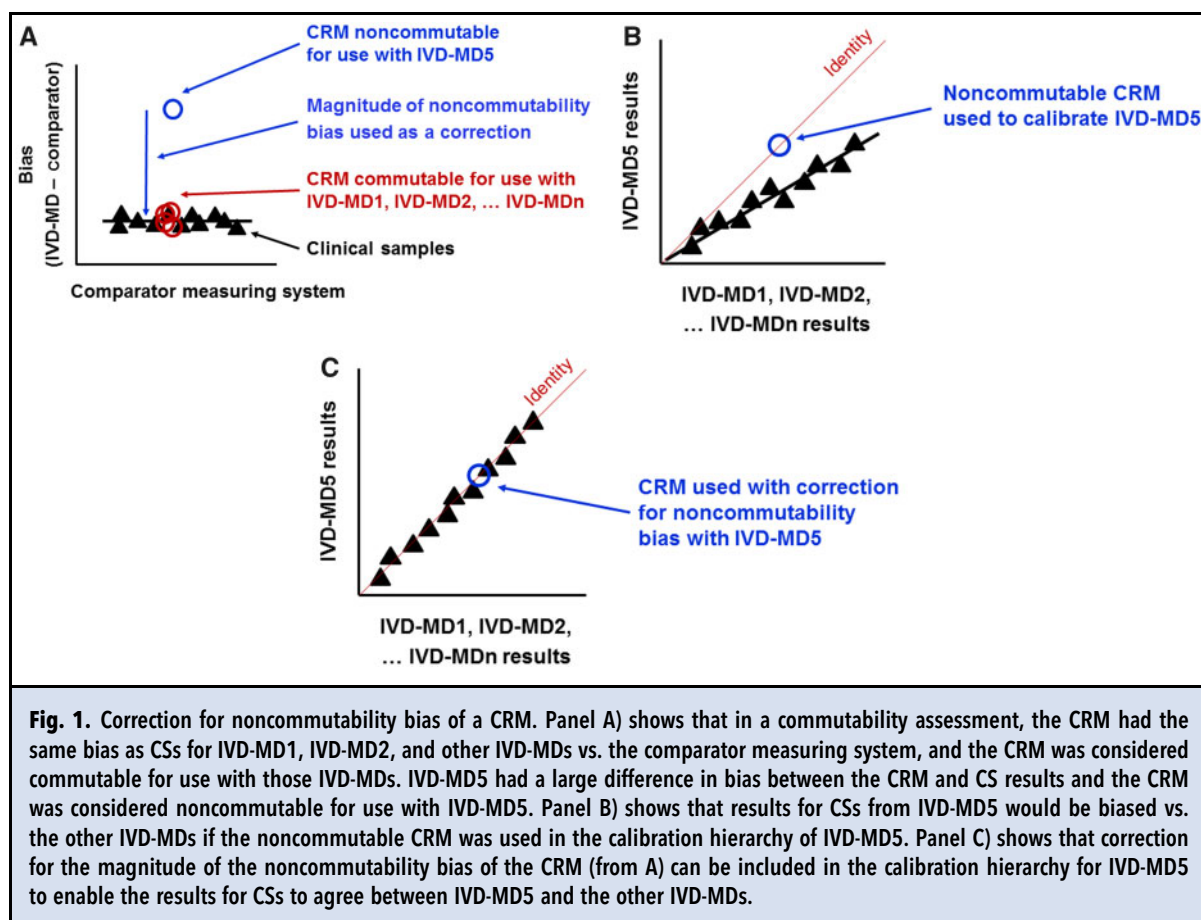 A
CRM noncommutable
for use with IVD-MD5
Magnitude of noncommutability
bias used as a correction
CRM commutable for use with
IVD-MD1, IVD-MD2, ... IVD-MDn
Clinical samples
Bias
(IVD-MD – comparator)
Comparator measuring system
B
Identity
Noncommutable CRM
used to calibrate IVD-MD5
IVD-MD5 results
IVD-MD1, IVD-MD2,
... IVD-MDn results
C
Identity
IVD-MD5 results
CRM used with correction
for noncommutability
bias with IVD-MD5
IVD-MD1, IVD-MD2,
... IVD-MDn results
Fig. 1. Correction for noncommutability bias of a CRM. Panel A) shows that in a commutability assessment, the CRM had the
same bias as CSs for IVD-MD1, IVD-MD2, and other IVD-MDs vs. the comparator measuring system, and the CRM was considered
commutable for use with those IVD-MDs. IVD-MD5 had a large difference in bias between the CRM and CS results and the CRM
was considered noncommutable for use with IVD-MD5. Panel B) shows that results for CSs from IVD-MD5 would be biased vs.
the other IVD-MDs if the noncommutable CRM was used in the calibration hierarchy of IVD-MD5. Panel C) shows that correction
for the magnitude of the noncommutability bias of the CRM (from A) can be included in the calibration hierarchy for IVD-MD5
to enable the results for CSs to agree between IVD-MD5 and the other IVD-MDs.